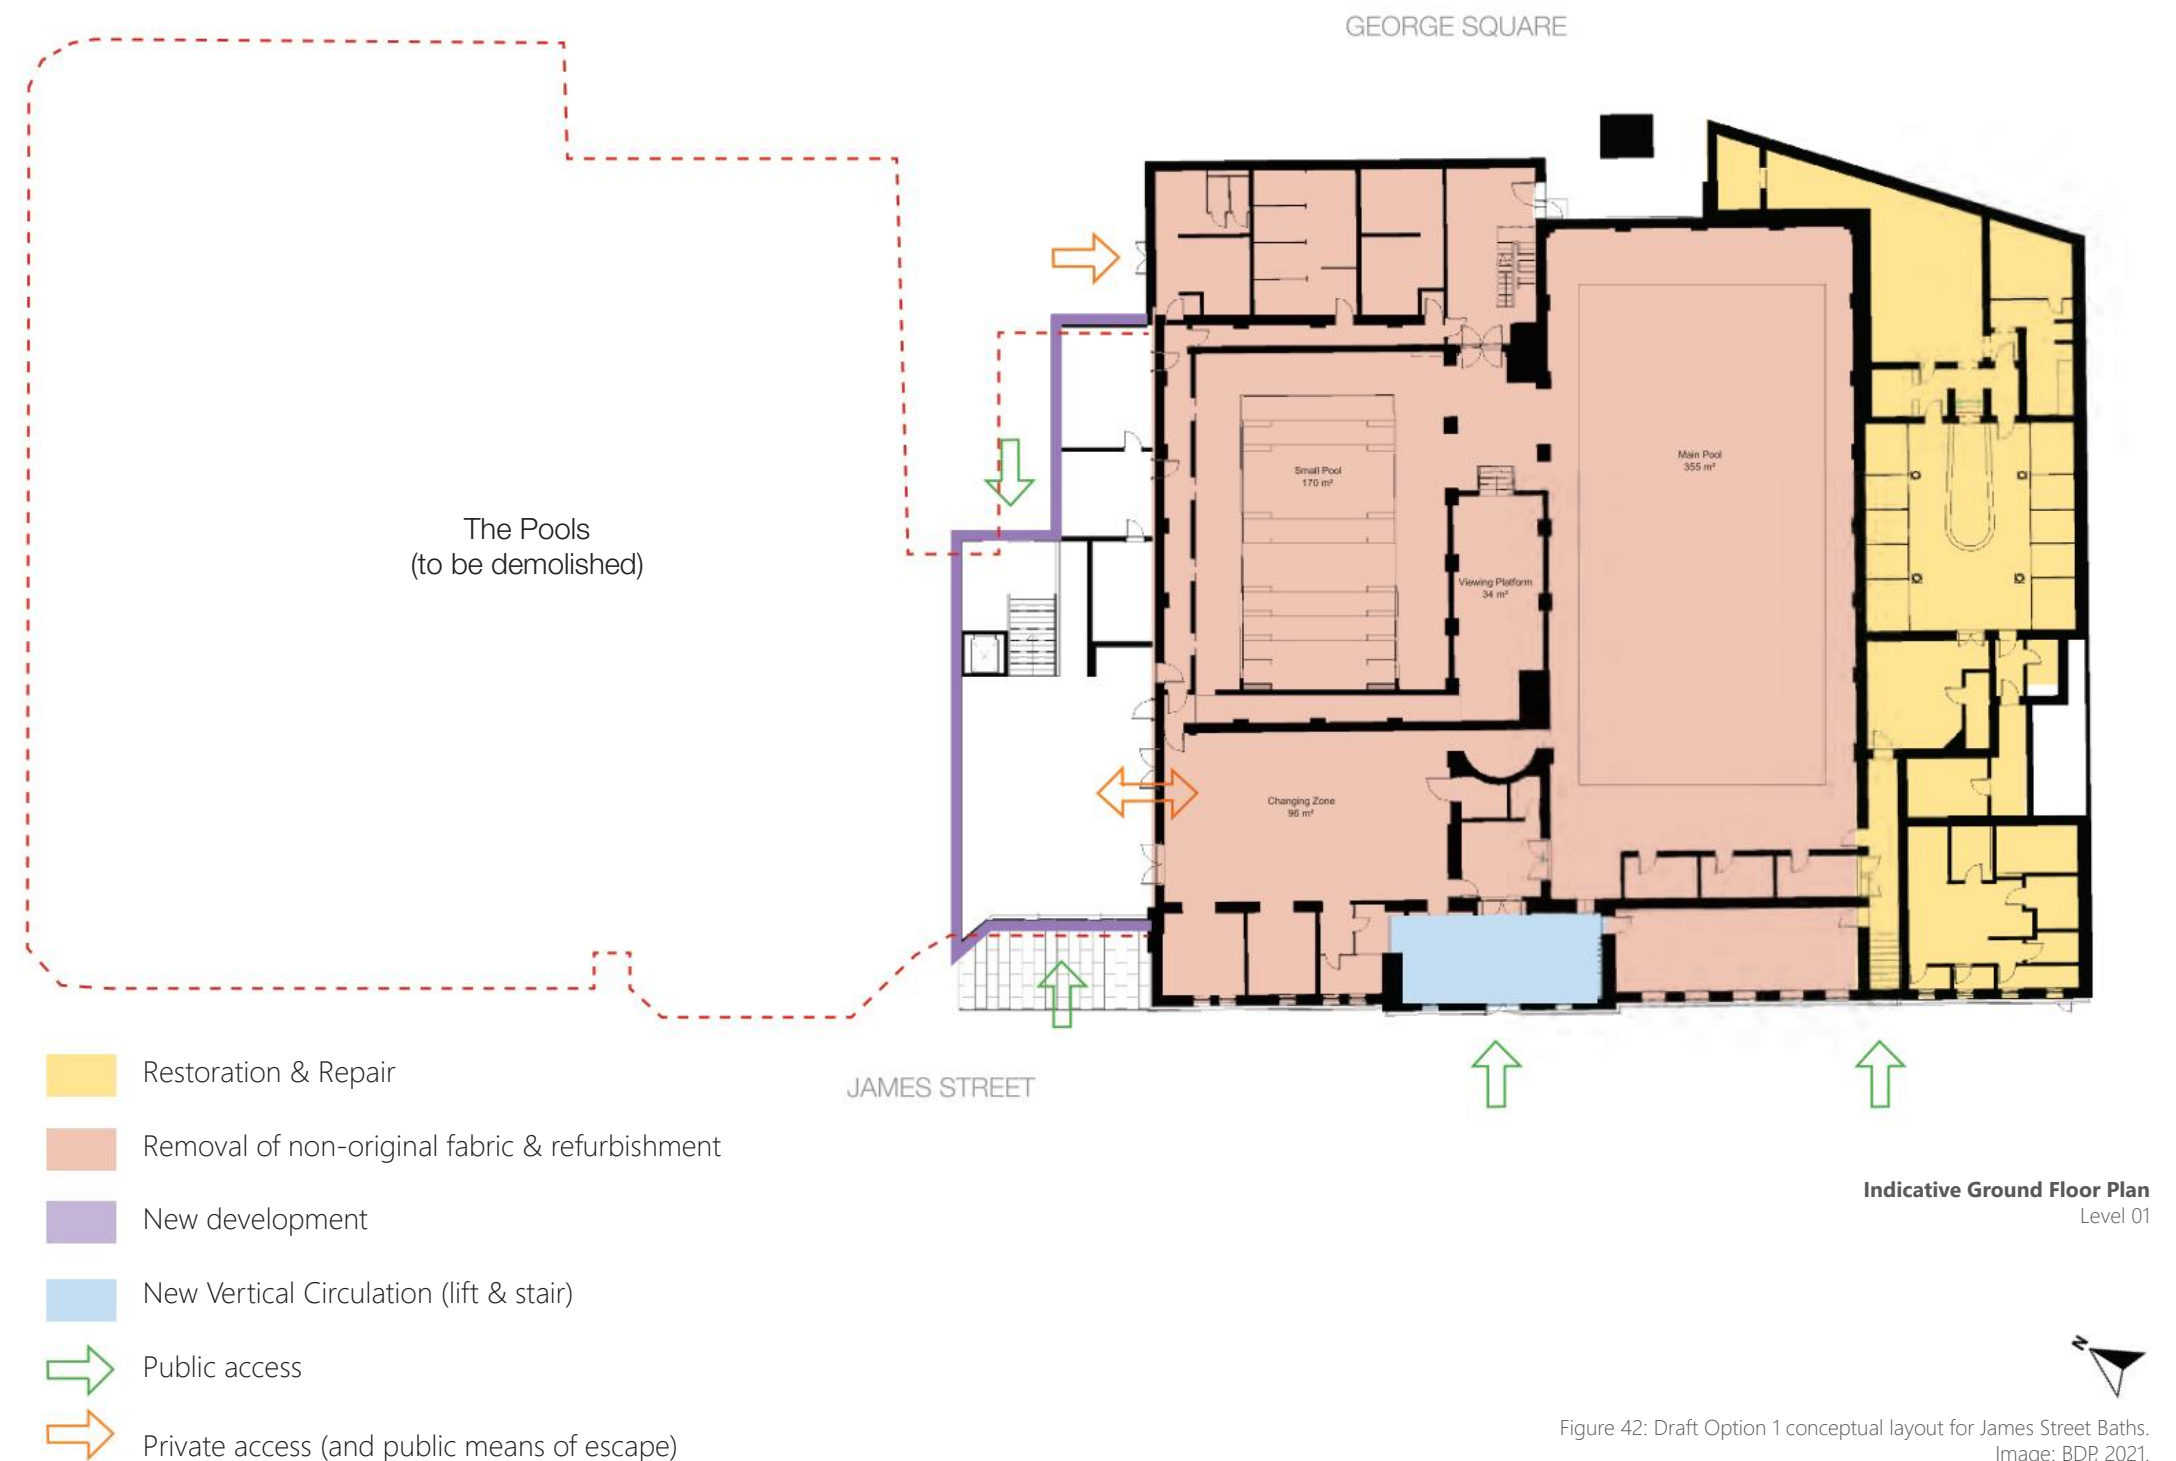 GEORGE SQUARE
The Pools
(to be demolished)
Small Pool
170 m²
Main Pool
355 m²
Viewing Platform
34 m²
Changing Zone
96 m²
JAMES STREET
Restoration & Repair
Removal of non-original fabric & refurbishment
New development
New Vertical Circulation (lift & stair)
Public access
Private access (and public means of escape)
Indicative Ground Floor Plan
Level 01
N
Figure 42: Draft Option 1 conceptual layout for James Street Baths.
Image: BDP, 2021.